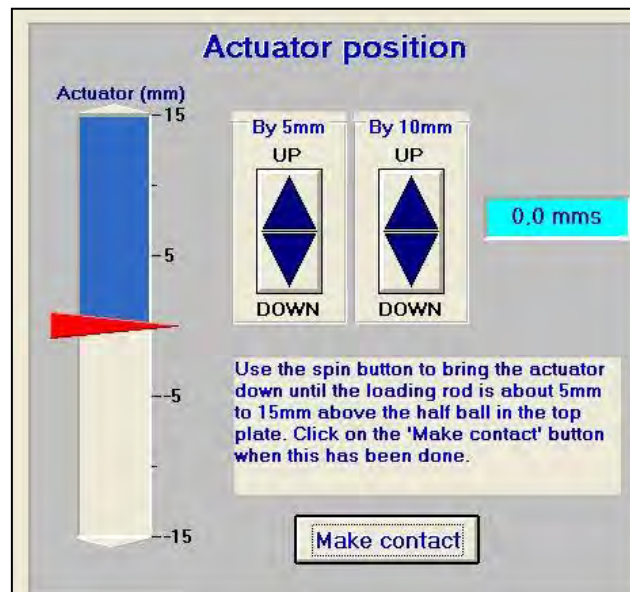 Actuator position
Actuator (mm)
15
5
-5
-15
By 5mm
UP
DOWN
By 10mm
UP
DOWN
0.0 mms
Use the spin button to bring the actuator
down until the loading rod is about 5mm
to 15mm above the half ball in the top
plate. Click on the 'Make contact' button
when this has been done.
Make contact